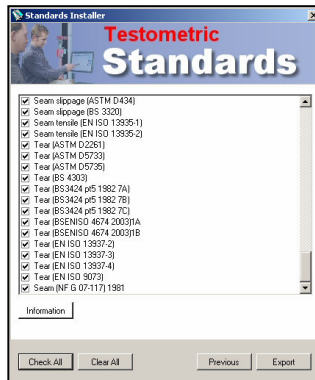 Standards Installer
Testometric
Standards
Seam slippage (ASTM D434)
Seam slippage (BS 3320)
Seam tensile (EN ISO 13935-1)
Seam tensile (EN ISO 13935-2)
Tear (ASTM D2261)
Tear (ASTM D5733)
Tear (ASTM D5735)
Tear (BS 4303)
Tear (BS3424 pt5 1982 7A)
Tear (BS3424 pt5 1982 7B)
Tear (BS3424 pt5 1982 7C)
Tear (BSENISO 4674 2003)1A
Tear (BSENISO 4674 2003)1B
Tear (EN ISO 13937-2)
Tear (EN ISO 13937-3)
Tear (EN ISO 13937-4)
Tear (EN ISO 9073)
Seam (NF G 07-117) 1981
Information
Check All
Clear All
Previous
Export